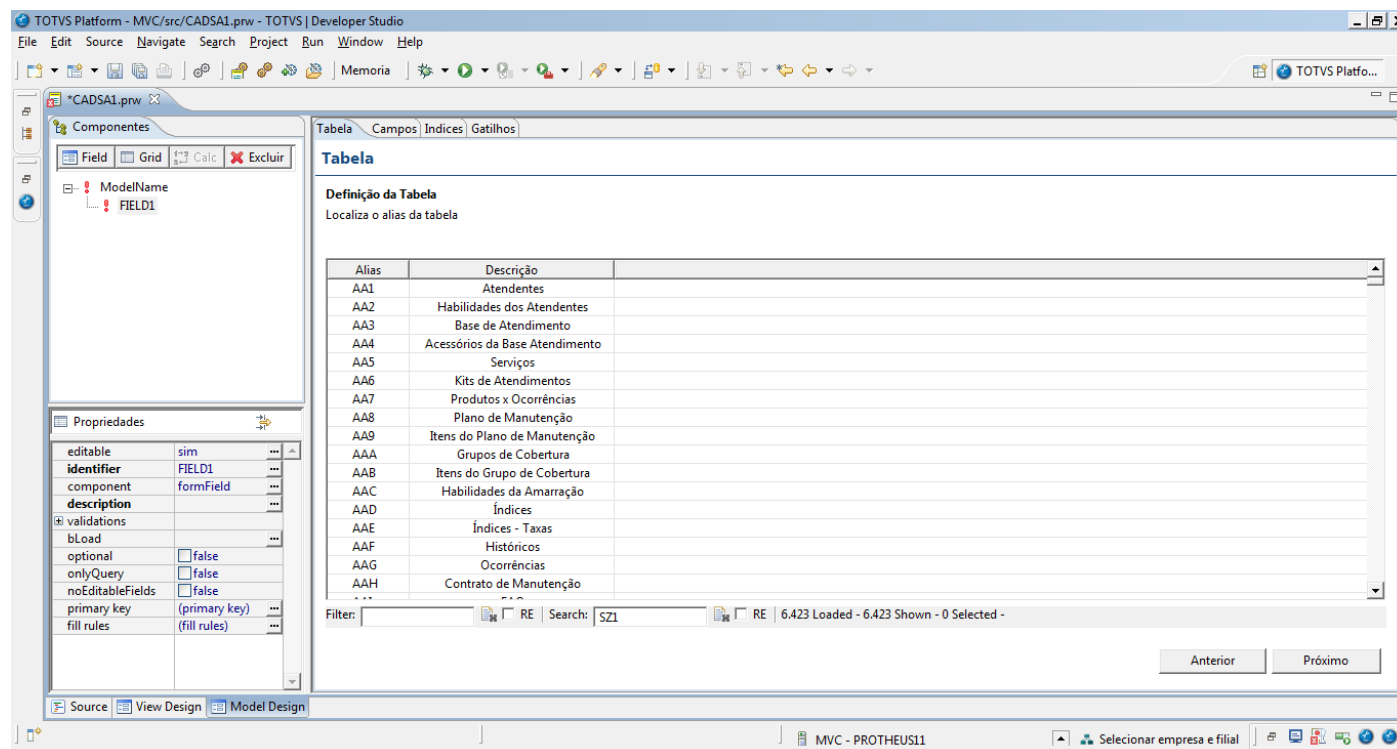 TOTVS Platform - MVC/src/CADSA1.prw - TOTVS | Developer Studio
File Edit Source Navigate Search Project Run Window Help
Memoria
TOTVS Platfo...
*CADSA1.prw
Componentes
Field Grid Calc Excluir
ModelName
FIELD1
Propriedades
editable sim
identifier FIELD1
component formField
description
validations
bLoad
optional false
onlyQuery false
noEditableFields false
primary key (primary key)
fill rules (fill rules)
Tabela Campos Indices Gatilhos
Tabela
Definição da Tabela
Localiza o alias da tabela
Alias Descrição
AA1 Atendentes
AA2 Habilidades dos Atendentes
AA3 Base de Atendimento
AA4 Acessórios da Base Atendimento
AA5 Serviços
AA6 Kits de Atendimentos
AA7 Produtos x Ocorrências
AA8 Plano de Manutenção
AA9 Itens do Plano de Manutenção
AAA Grupos de Cobertura
AAB Itens do Grupo de Cobertura
AAC Habilidades da Amarração
AAD Índices
AAE Índices - Taxas
AAF Históricos
AAG Ocorrências
AAH Contrato de Manutenção
Filter: RE Search: SZ1 RE 6.423 Loaded - 6.423 Shown - 0 Selected -
Anterior Próximo
Source View Design Model Design
MVC - PROTHEUS11 Selecionar empresa e filial